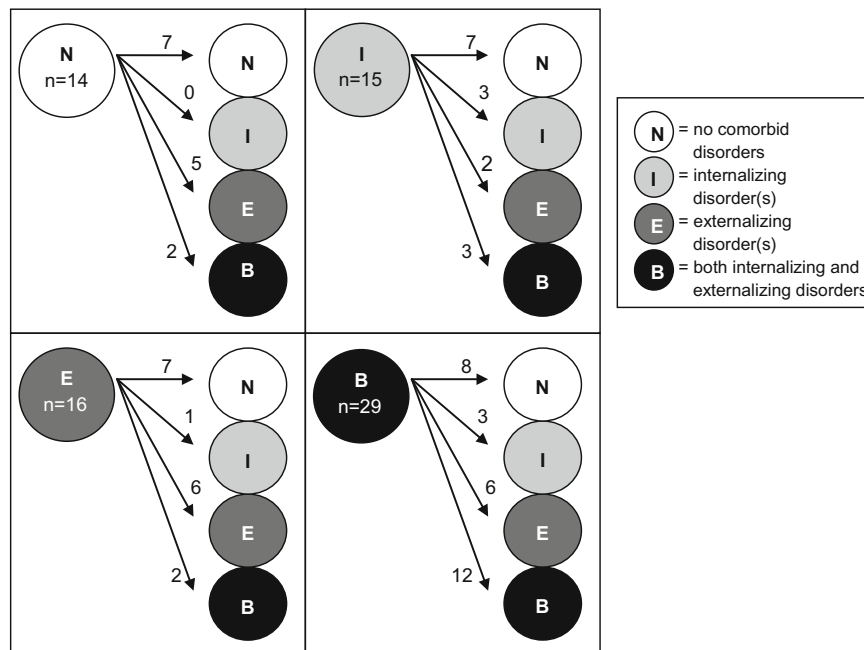 N
n=14
7
0
5
2
N
I
E
B
I
n=15
7
3
2
3
N
I
E
B
E
n=16
7
1
6
2
N
I
E
B
B
n=29
8
3
6
12
N
I
E
B
N = no comorbid
disorders
I = internalizing
disorder(s)
E = externalizing
disorder(s)
B = both internalizing and
externalizing disorders